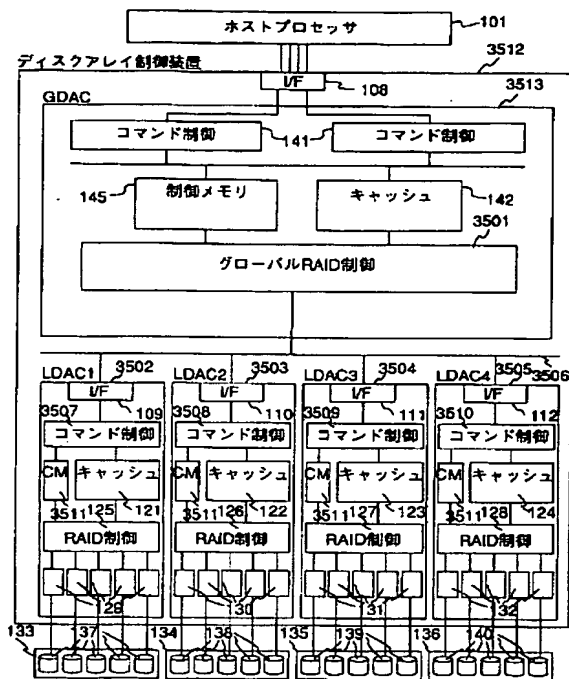 ホストプロセッサ
101
ディスクアレイ制御装置
3512
I/F
108
GDAC
3513
コマンド制御
141
コマンド制御
145
制御メモリ
キャッシュ
142
3501
グローバルRAID制御
LDAC1
3502
LDAC2
3503
LDAC3
3504
LDAC4
3505
3506
I/F
I/F
I/F
I/F
3507
109
3508
110
3509
111
3510
112
コマンド制御
コマンド制御
コマンド制御
コマンド制御
CM
キャッシュ
CM
キャッシュ
CM
キャッシュ
CM
キャッシュ
3511
125
121
3511
126
122
3511
127
123
3511
128
124
RAID制御
RAID制御
RAID制御
RAID制御
30
31
32
133
137
134
138
135
139
136
140